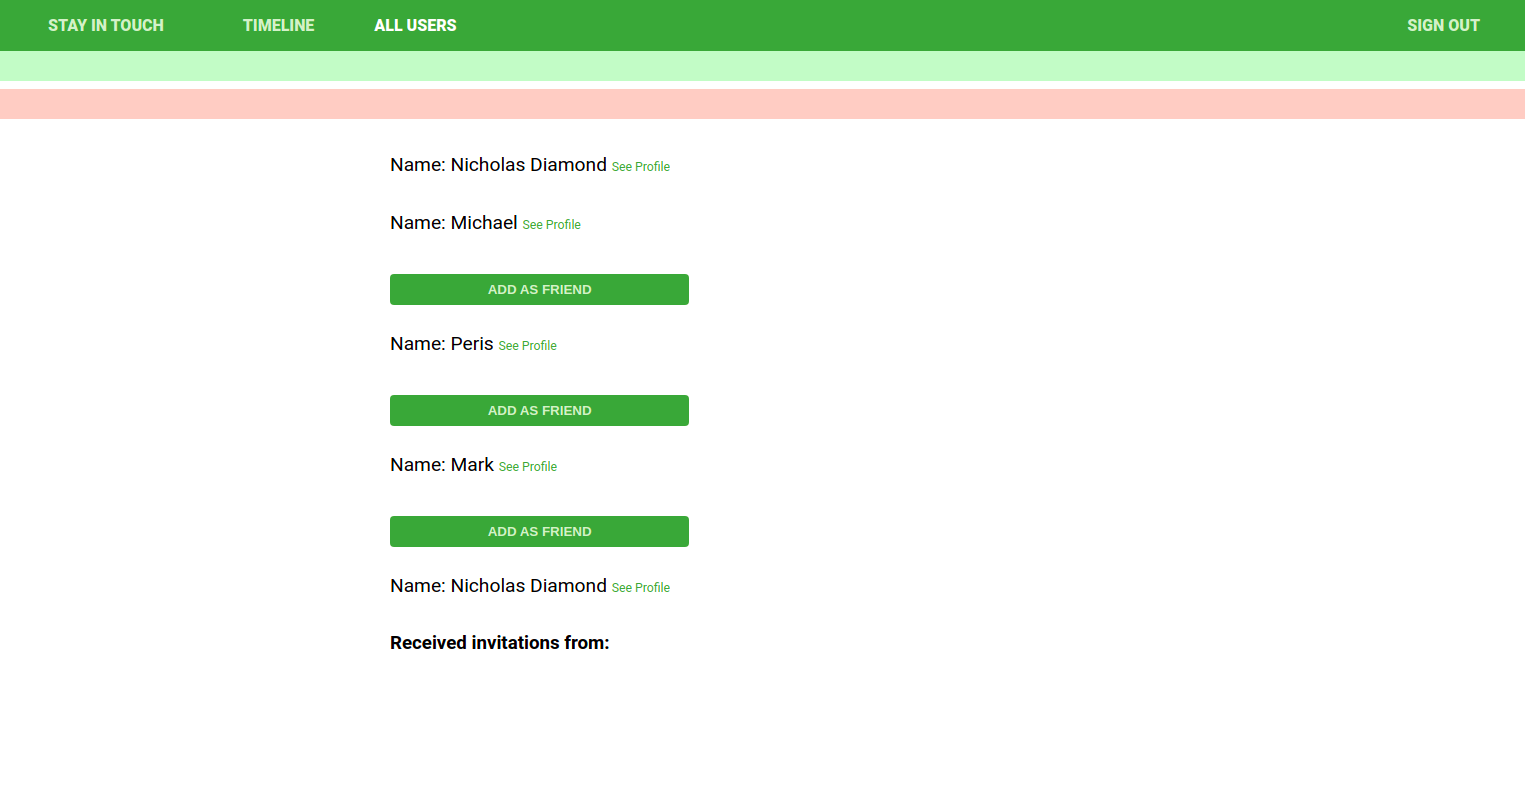 STAY IN TOUCH TIMELINE ALL USERS SIGN OUT
Name: Nicholas Diamond See Profile
Name: Michael See Profile
ADD AS FRIEND
Name: Peris See Profile
ADD AS FRIEND
Name: Mark See Profile
ADD AS FRIEND
Name: Nicholas Diamond See Profile
Received invitations from: